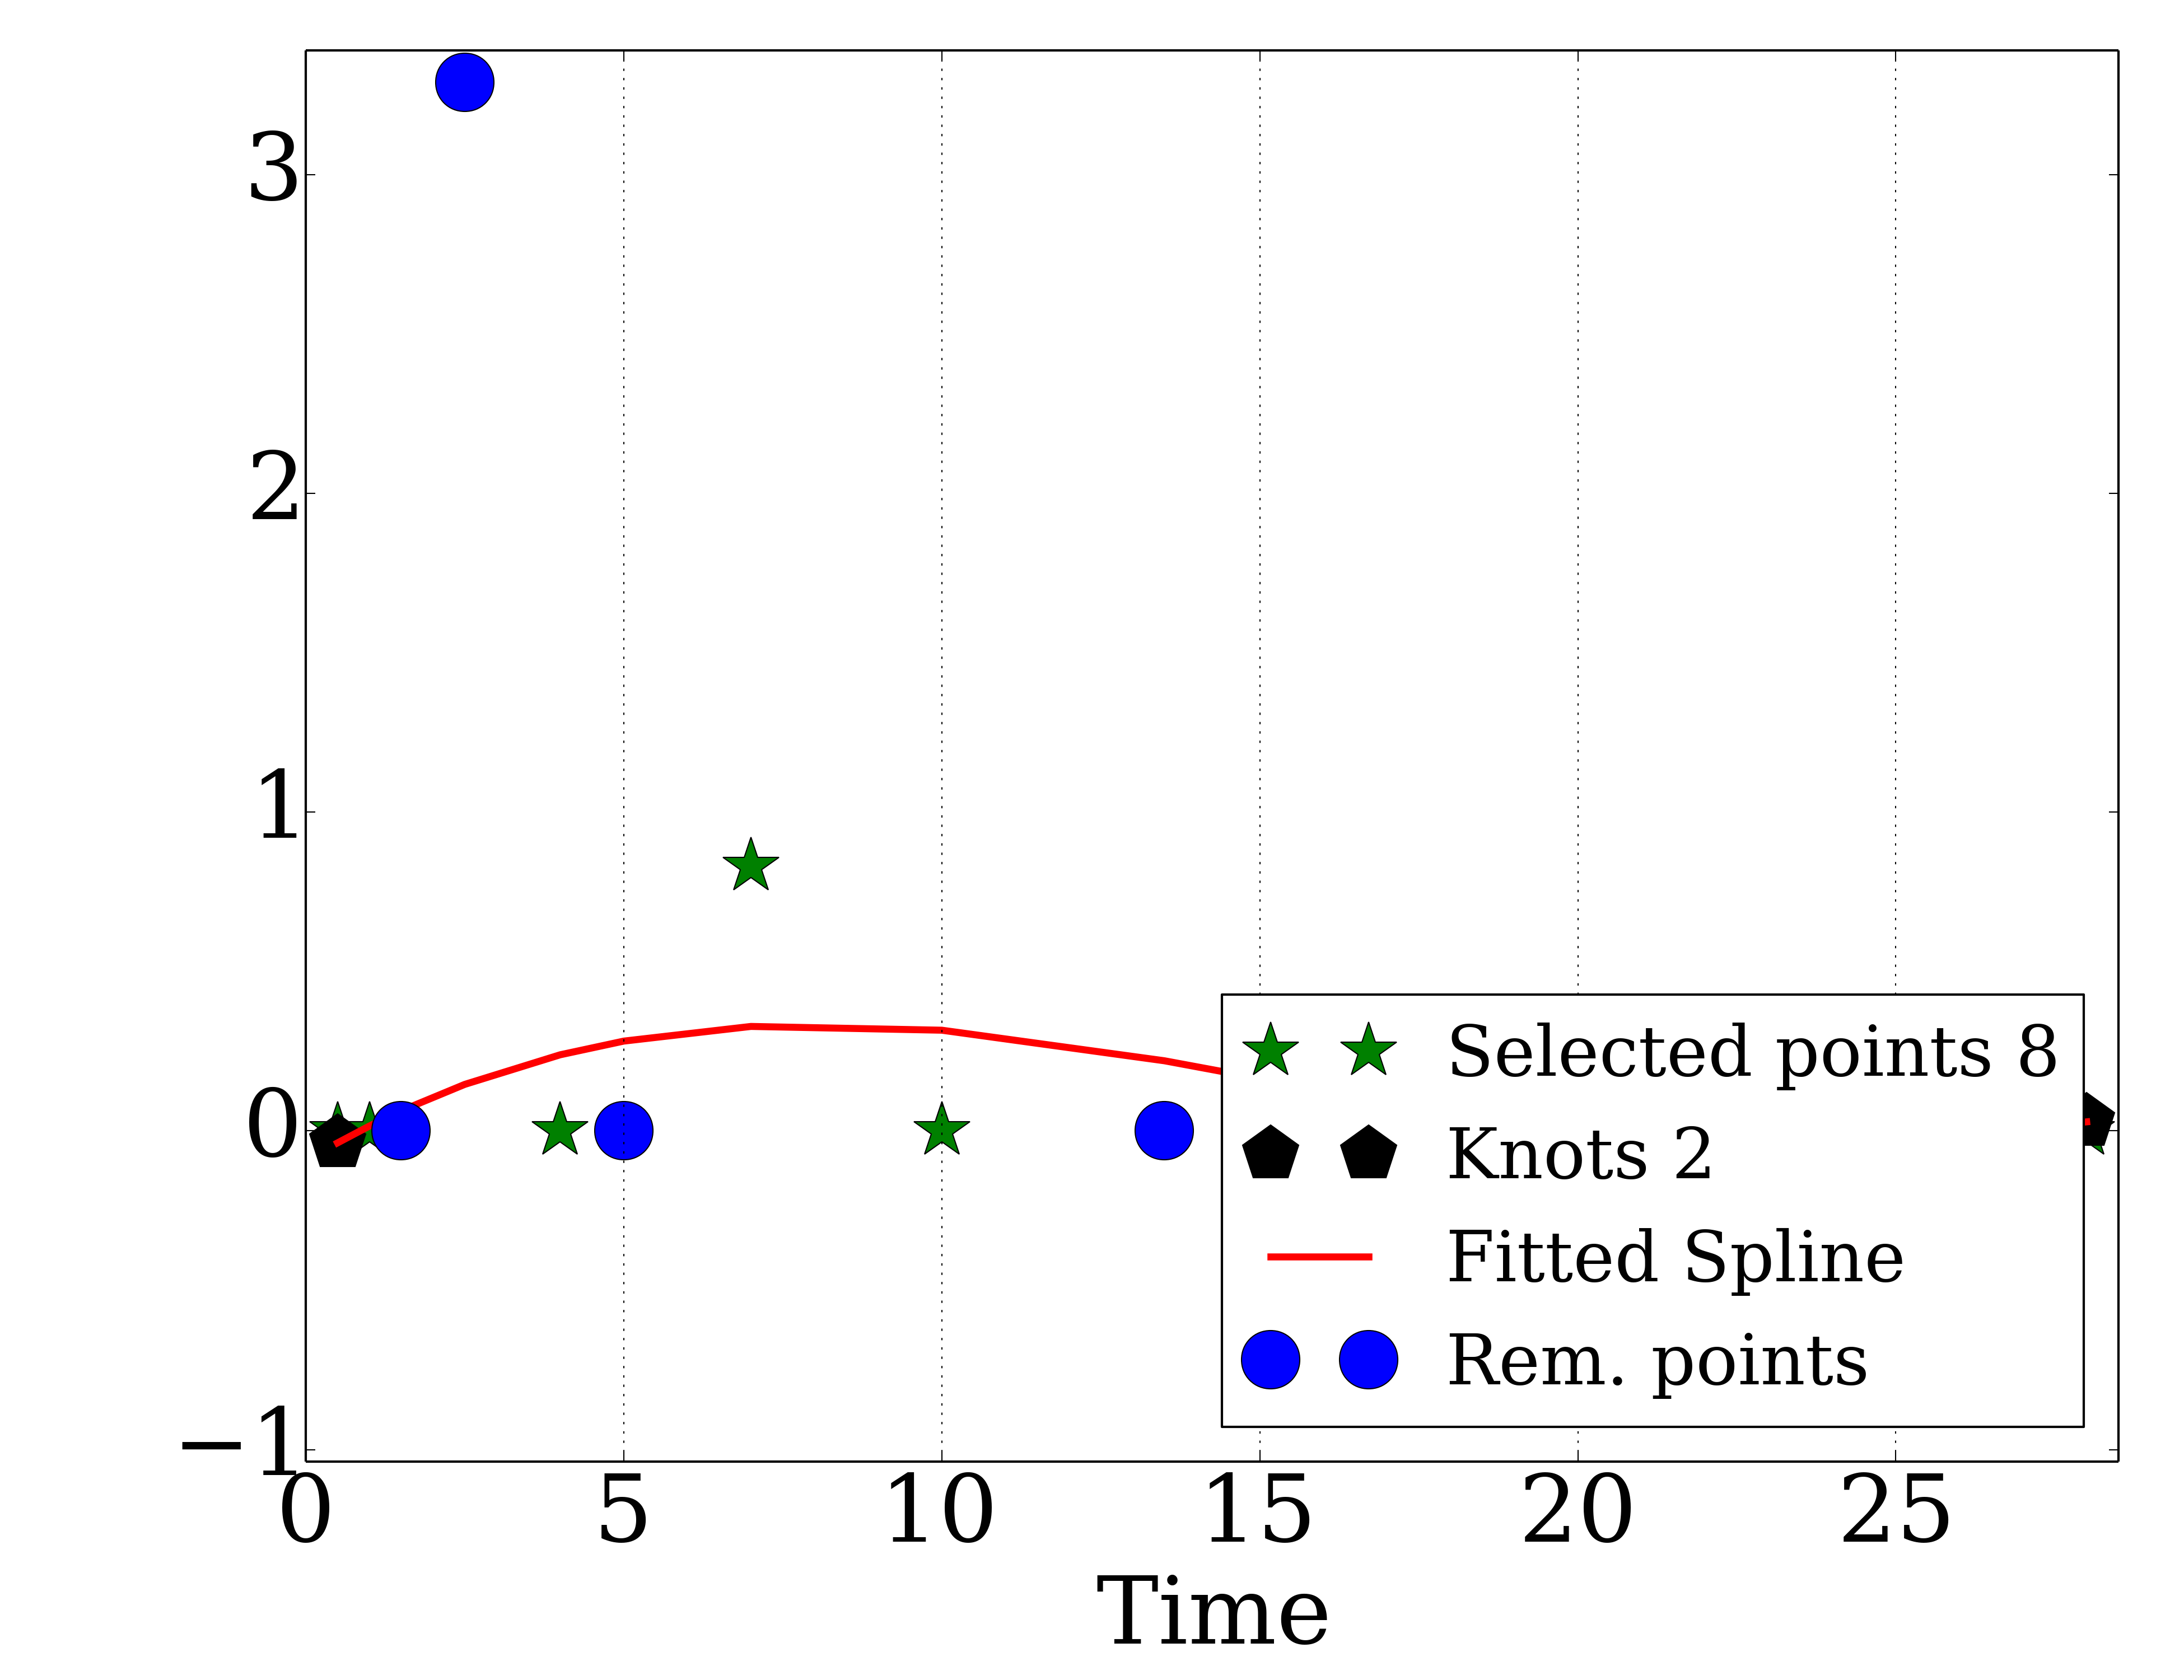 3
2
1
0
−1
0 5 10 15 20 25
Time
Selected points 8
Knots 2
Fitted Spline
Rem. points